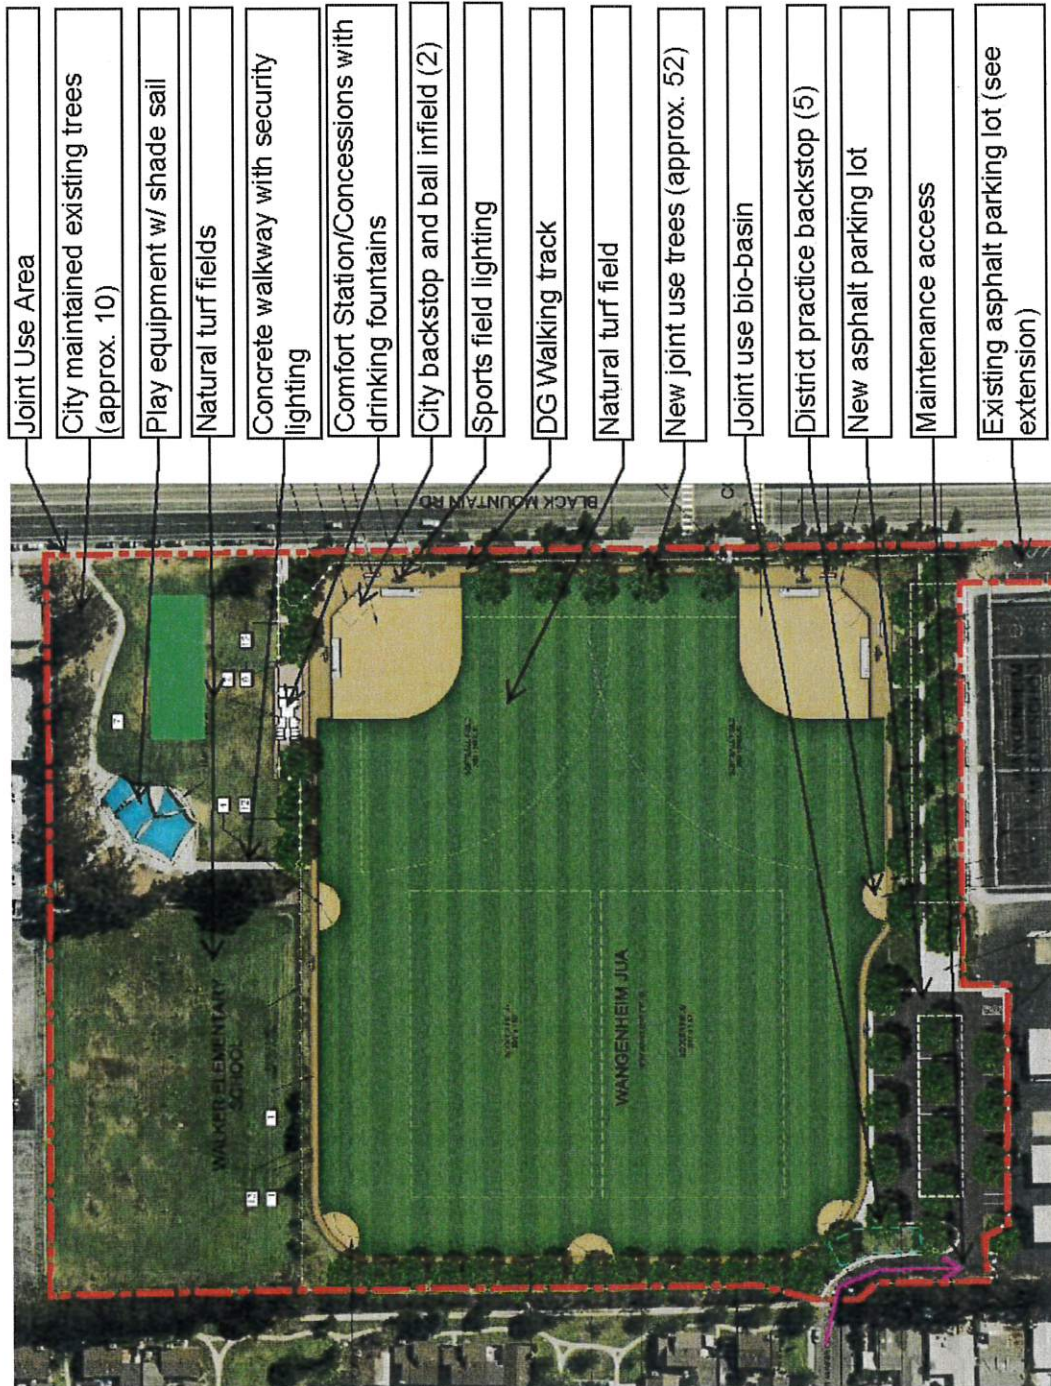 Joint Use Area
City maintained existing trees
(approx. 10)
Play equipment w/ shade sail
Natural turf fields
Concrete walkway with security
lighting
Comfort Station/Concessions with
drinking fountains
City backstop and ball infield (2)
Sports field lighting
DG Walking track
Natural turf field
New joint use trees (approx. 52)
Joint use bio-basin
District practice backstop (5)
New asphalt parking lot
Maintenance access
Existing asphalt parking lot (see
extension)
BLACK MOUNTAIN RD
WALKER ELEMENTARY
SCHOOL
WANGENHEIM JUA